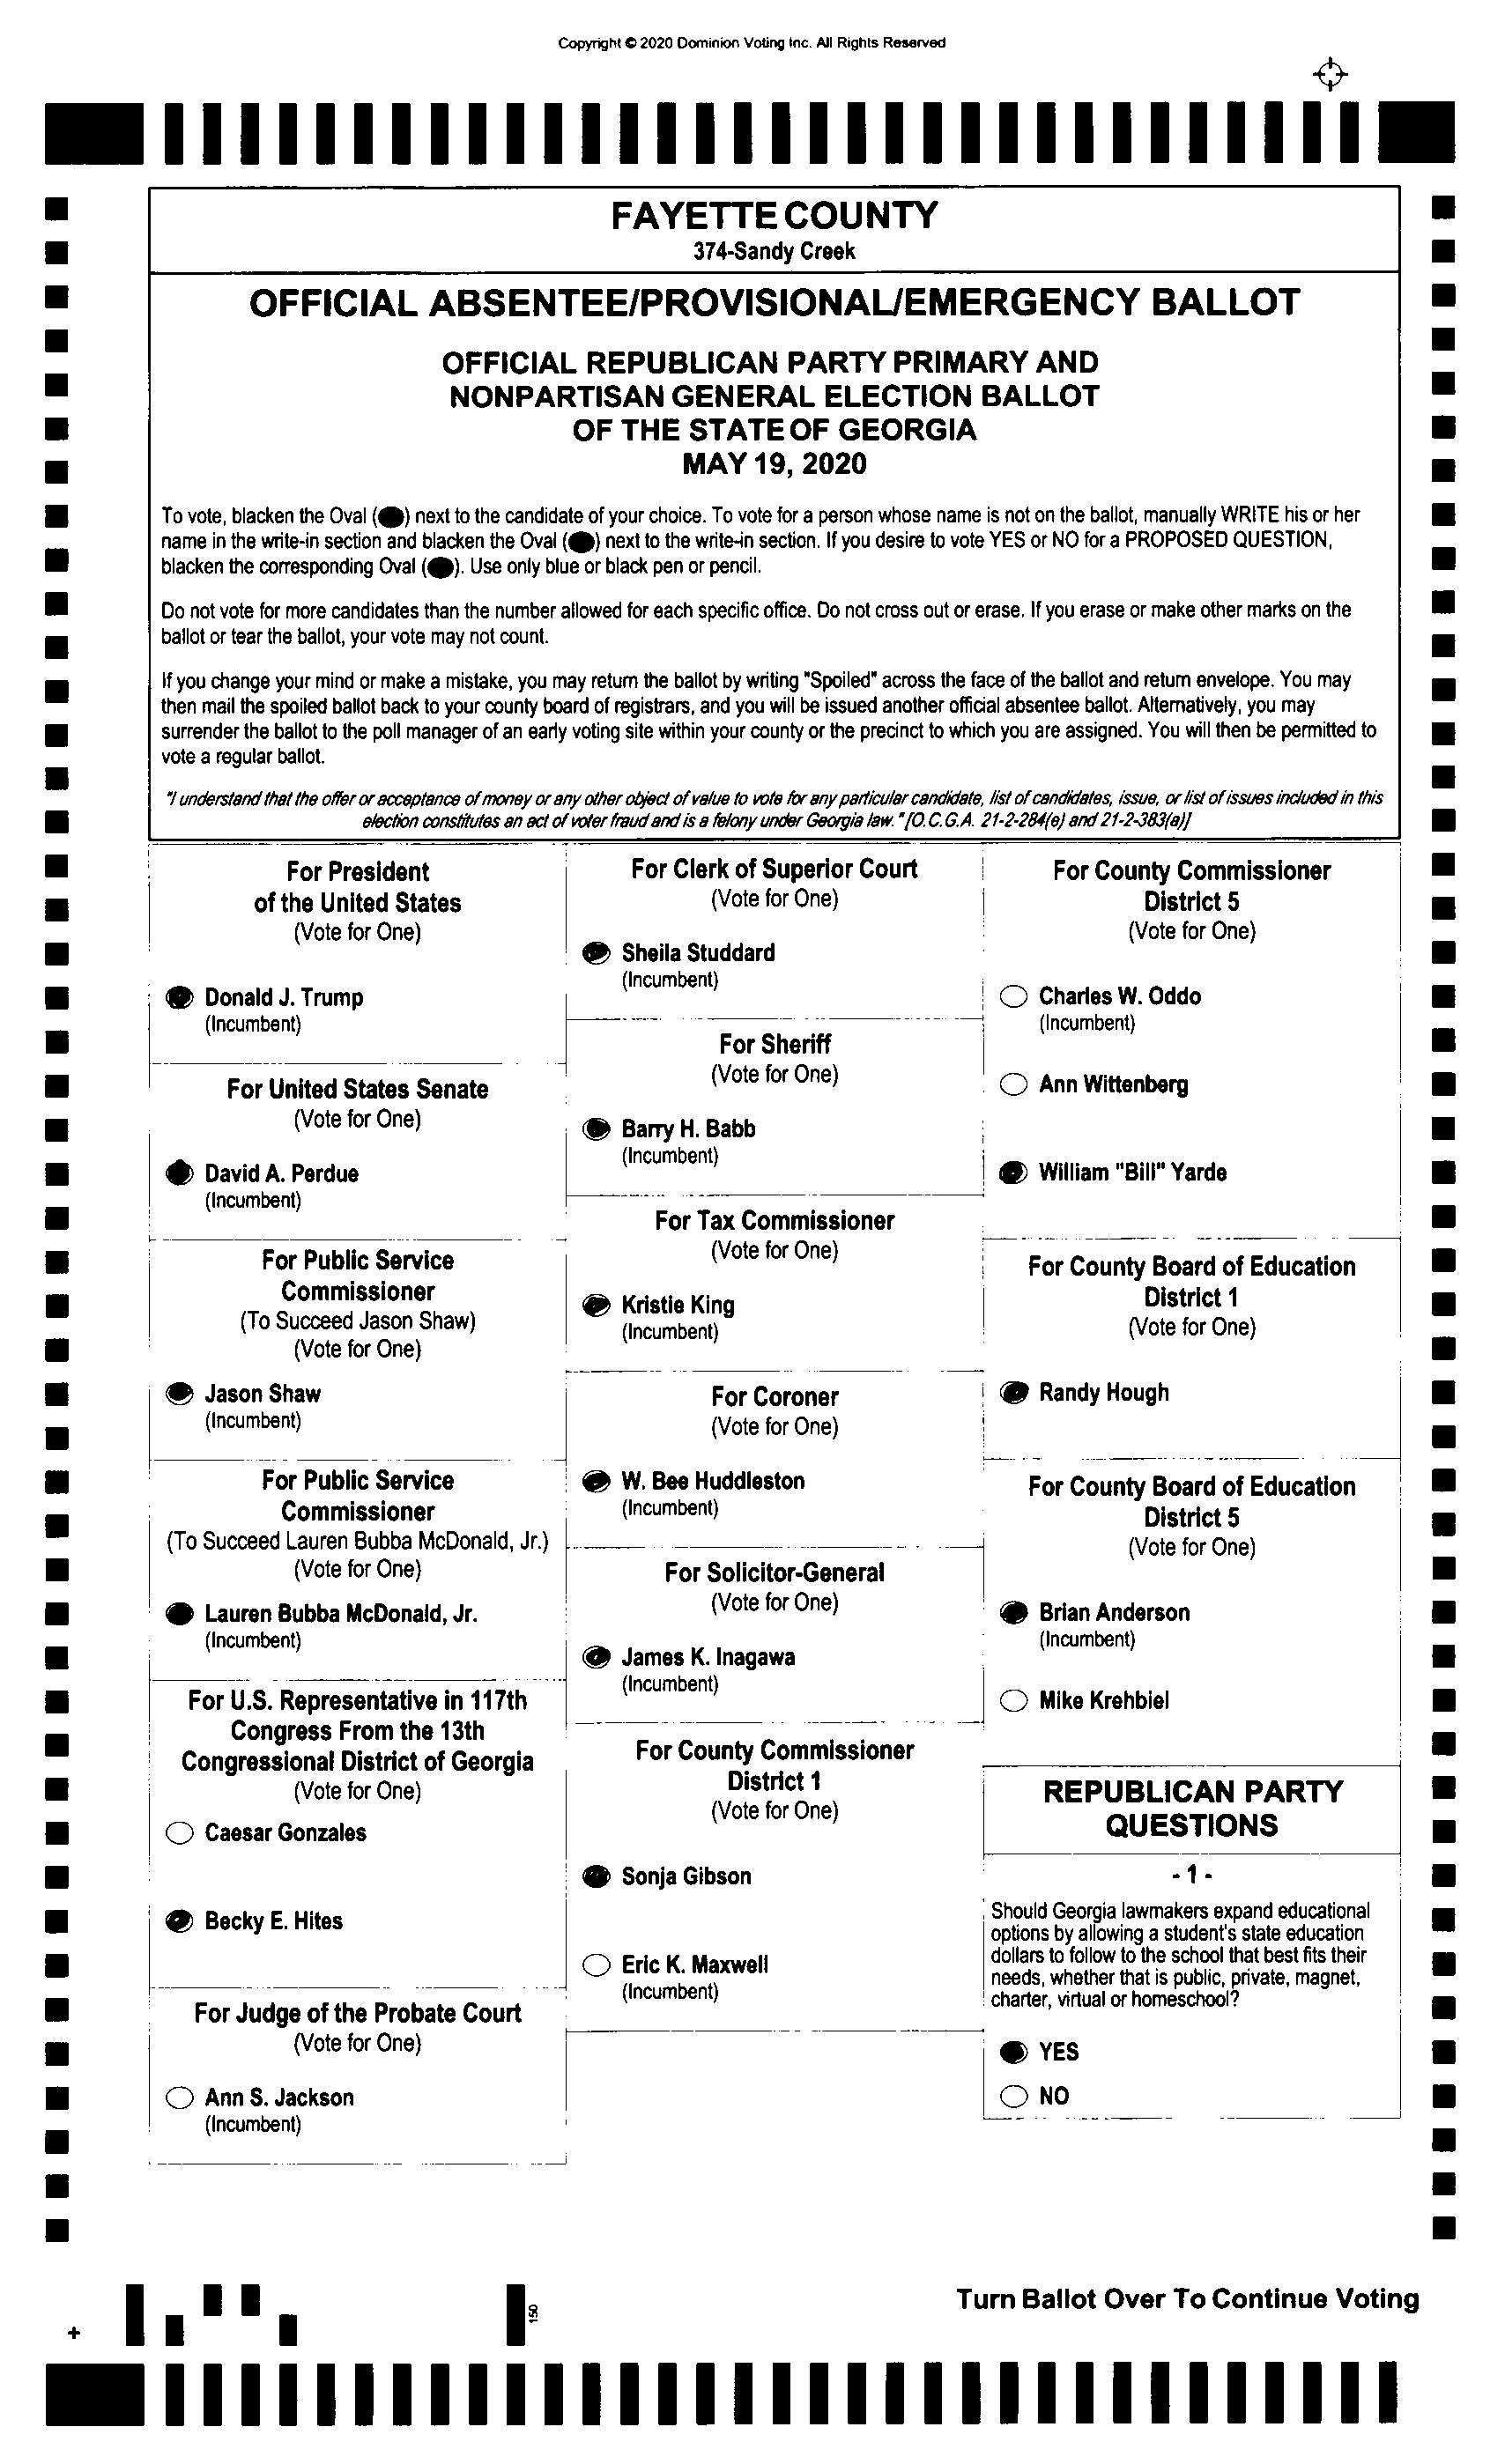 Copyright © 2020 Dominion Voting Inc. All Rights Reserved
FAYETTE COUNTY
374-Sandy Creek
OFFICIAL ABSENTEE/PROVISIONAL/EMERGENCY BALLOT
OFFICIAL REPUBLICAN PARTY PRIMARY AND
NONPARTISAN GENERAL ELECTION BALLOT
OF THE STATE OF GEORGIA
MAY 19, 2020
To vote, blacken the Oval () next to the candidate of your choice. To vote for a person whose name is not on the ballot, manually WRITE his or her
name in the write-in section and blacken the Oval () next to the write-in section. If you desire to vote YES or NO for a PROPOSED QUESTION,
blacken the corresponding Oval (). Use only blue or black pen or pencil.
Do not vote for more candidates than the number allowed for each specific office. Do not cross out or erase. If you erase or make other marks on the
ballot or tear the ballot, your vote may not count.
If you change your mind or make a mistake, you may return the ballot by writing "Spoiled" across the face of the ballot and return envelope. You may
then mail the spoiled ballot back to your county board of registrars, and you will be issued another official absentee ballot. Alternatively, you may
surrender the ballot to the poll manager of an early voting site within your county or the precinct to which you are assigned. You will then be permitted to
vote a regular ballot.
"I understand that the offer or acceptance of money or any other object of value to vote for any particular candidate, list of candidates, issue, or list of issues included in this
election constitutes an act of voter fraud and is a felony under Georgia law." [O.C.G.A. 21-2-284(e) and 21-2-383(a)]
For President
of the United States
(Vote for One)
Donald J. Trump
(Incumbent)
For United States Senate
(Vote for One)
David A. Perdue
(Incumbent)
For Public Service
Commissioner
(To Succeed Jason Shaw)
(Vote for One)
Jason Shaw
(Incumbent)
For Public Service
Commissioner
(To Succeed Lauren Bubba McDonald, Jr.)
(Vote for One)
Lauren Bubba McDonald, Jr.
(Incumbent)
For U.S. Representative in 117th
Congress From the 13th
Congressional District of Georgia
(Vote for One)
Caesar Gonzales
Becky E. Hites
For Judge of the Probate Court
(Vote for One)
Ann S. Jackson
(Incumbent)
For Clerk of Superior Court
(Vote for One)
Sheila Studdard
(Incumbent)
For Sheriff
(Vote for One)
Barry H. Babb
(Incumbent)
For Tax Commissioner
(Vote for One)
Kristie King
(Incumbent)
For Coroner
(Vote for One)
W. Bee Huddleston
(Incumbent)
For Solicitor-General
(Vote for One)
James K. Inagawa
(Incumbent)
For County Commissioner
District 1
(Vote for One)
Sonja Gibson
Eric K. Maxwell
(Incumbent)
For County Commissioner
District 5
(Vote for One)
Charles W. Oddo
(Incumbent)
Ann Wittenberg
William "Bill" Yarde
For County Board of Education
District 1
(Vote for One)
Randy Hough
For County Board of Education
District 5
(Vote for One)
Brian Anderson
(Incumbent)
Mike Krehbiel
REPUBLICAN PARTY
QUESTIONS
- 1 -
Should Georgia lawmakers expand educational
options by allowing a student's state education
dollars to follow to the school that best fits their
needs, whether that is public, private, magnet,
charter, virtual or homeschool?
YES
NO
150
Turn Ballot Over To Continue Voting